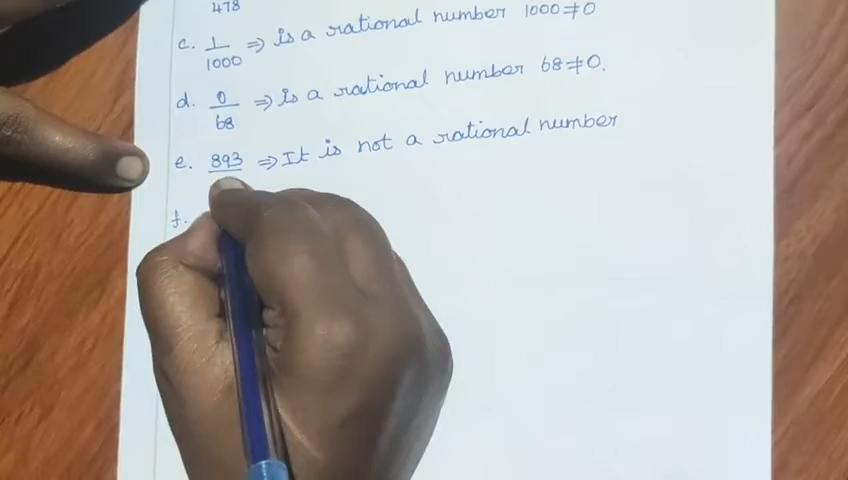 478
c. 1/1000 ⇒ is a rational number 1000≠0
d. 0/68 ⇒ is a rational number 68≠0.
e. 893 ⇒ It is not a rational number
f.